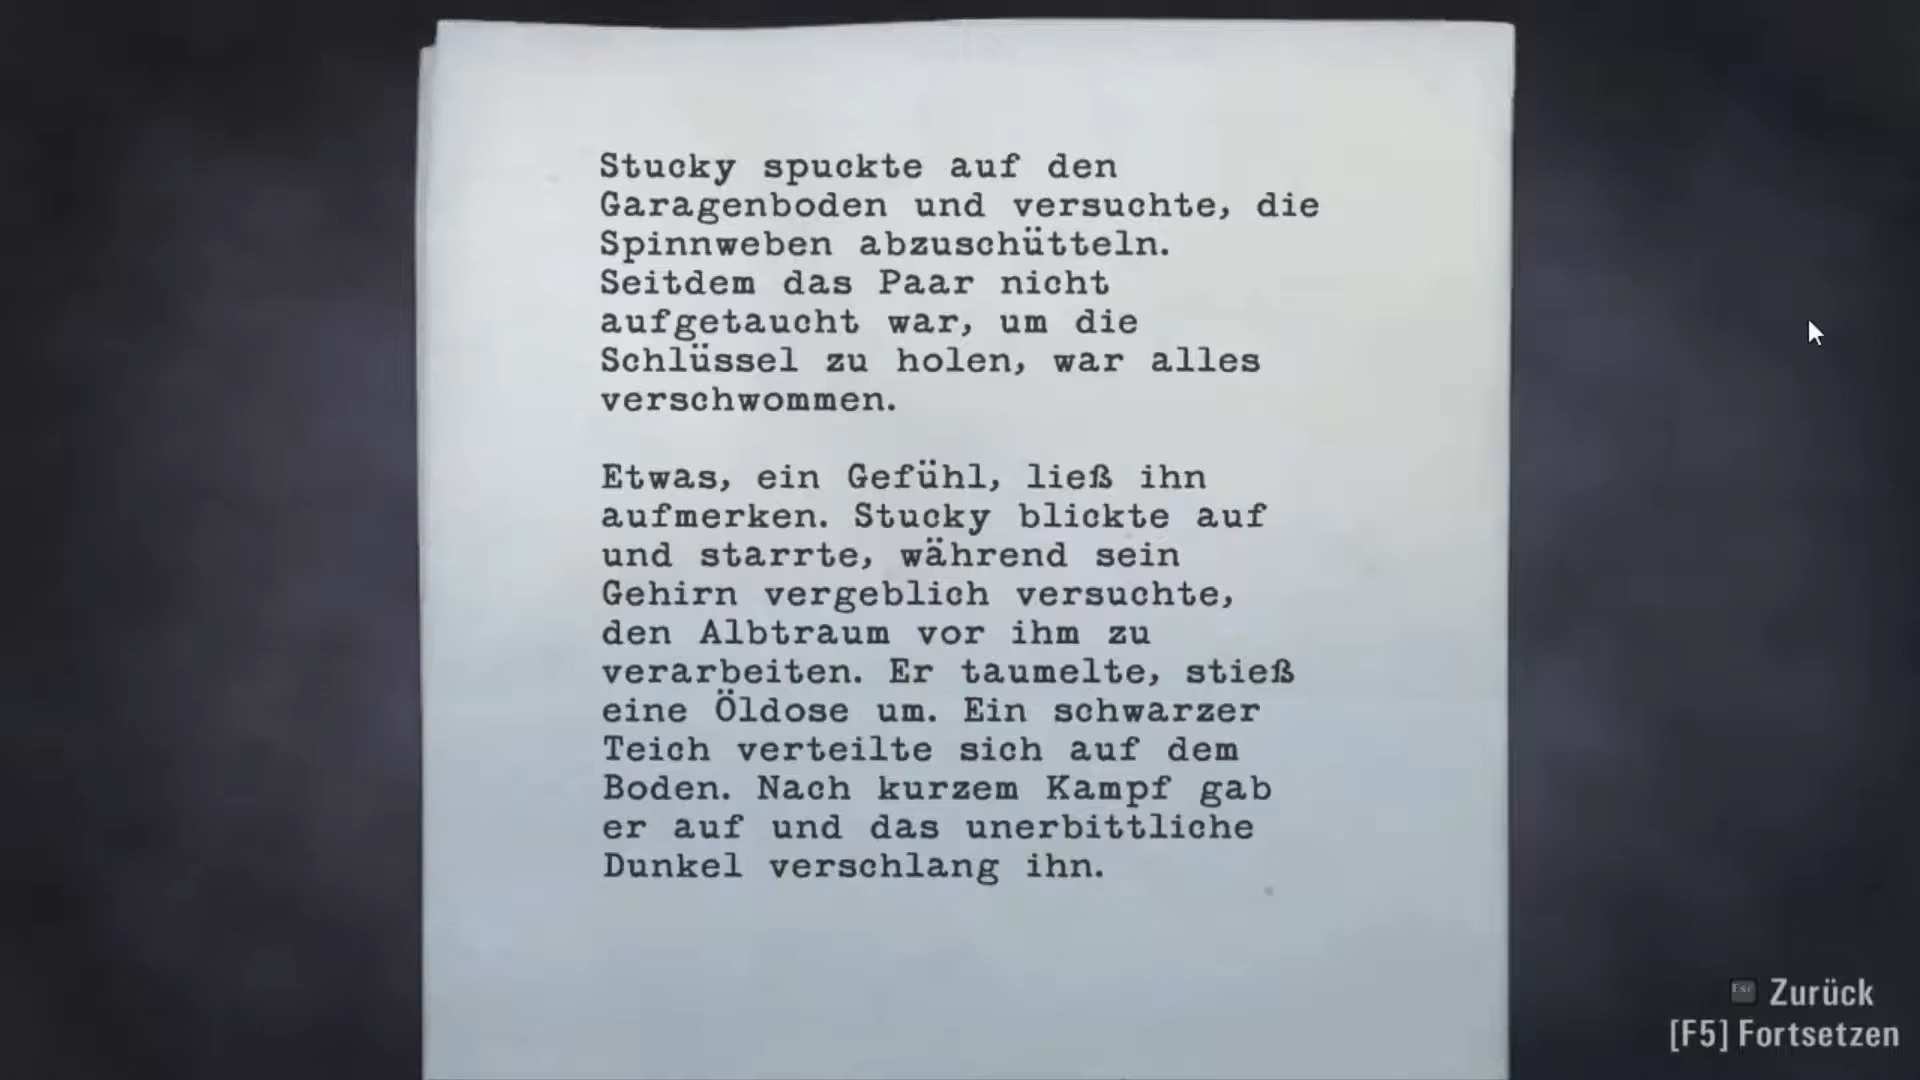 Stucky spuckte auf den
Garagenboden und versuchte, die
Spinnweben abzuschütteln.
Seitdem das Paar nicht
aufgetaucht war, um die
Schlüssel zu holen, war alles
verschwommen.
Etwas, ein Gefühl, ließ ihn
aufmerken. Stucky blickte auf
und starrte, während sein
Gehirn vergeblich versuchte,
den Albtraum vor ihm zu
verarbeiten. Er taumelte, stieß
eine Öldose um. Ein schwarzer
Teich verteilte sich auf dem
Boden. Nach kurzem Kampf gab
er auf und das unerbittliche
Dunkel verschlang ihn.
Esc Zurück
[F5] Fortsetzen